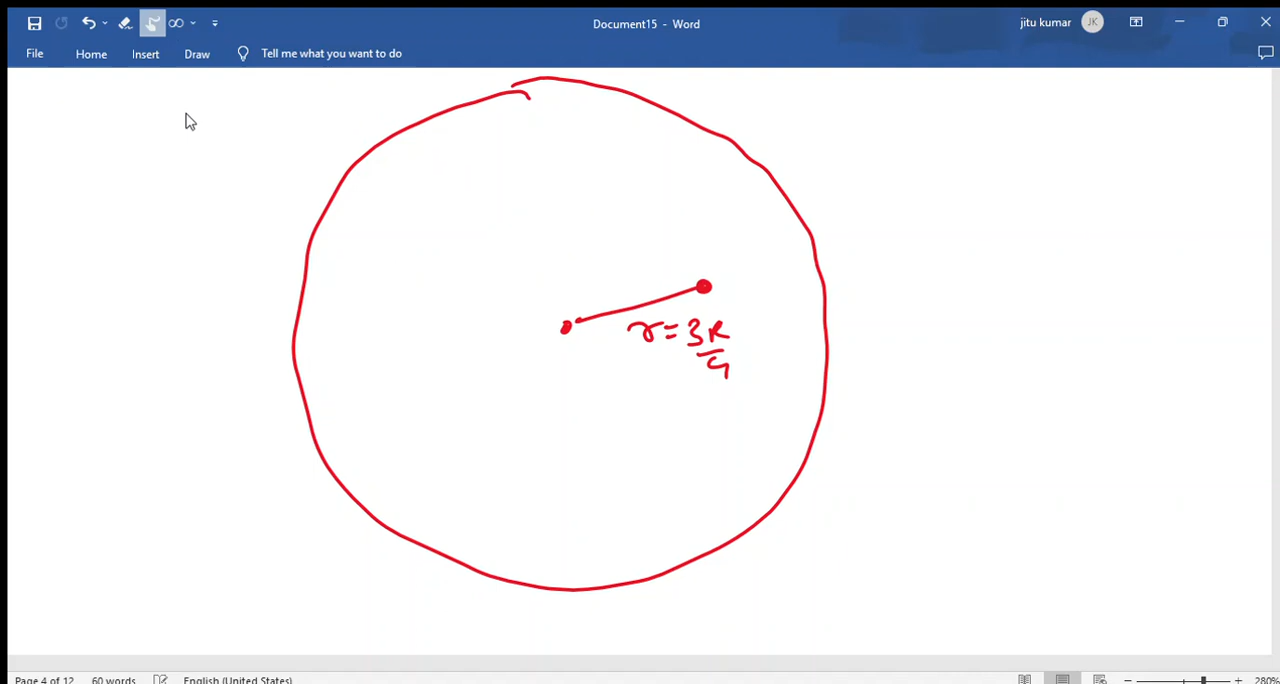 Document15 - Word
jitu kumar
JK
File
Home
Insert
Draw
Tell me what you want to do
r = 3R
4
Page 4 of 12
60 words
English (United States)
280%